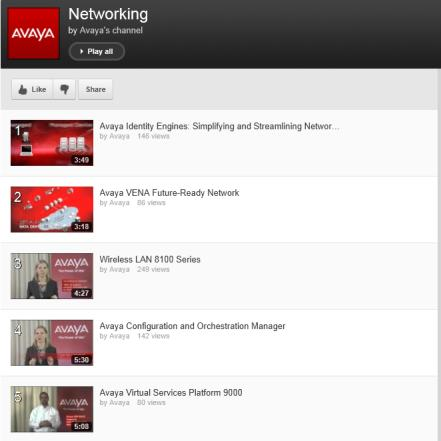 AVAYA
Networking
by Avaya's channel
Play all
Like
Share
1
3:49
Avaya Identity Engines: Simplifying and Streamlining Networ...
by Avaya 146 views
2
3:18
Avaya VENA Future-Ready Network
by Avaya 86 views
3
AVAYA
4:27
Wireless LAN 8100 Series
by Avaya 249 views
4
AVAYA
5:30
Avaya Configuration and Orchestration Manager
by Avaya 142 views
5
AVAYA
5:08
Avaya Virtual Services Platform 9000
by Avaya 80 views